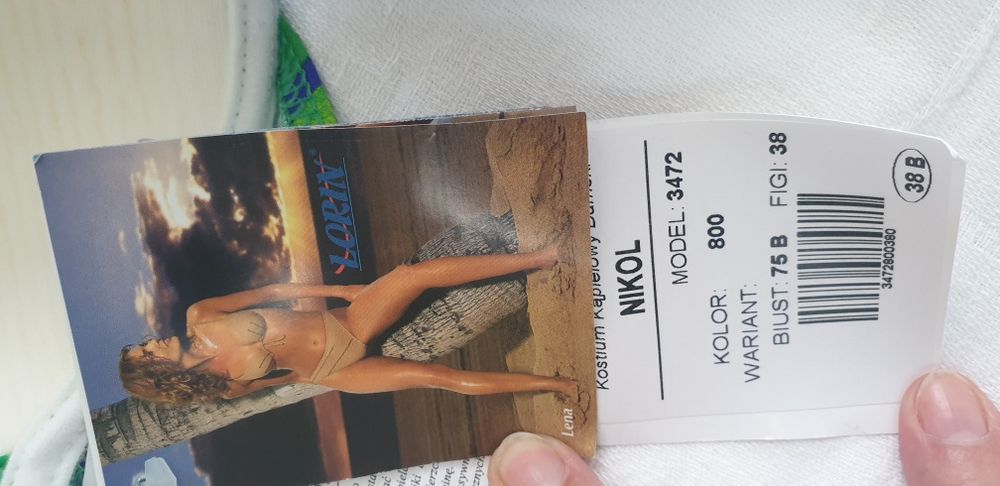 LORIN®
Lena
Kostium Kąpielowy Damski
NIKOL
MODEL: 3472
KOLOR: 800
WARIANT:
BIUST: 75 B FIGI: 38
3472800380
38 B